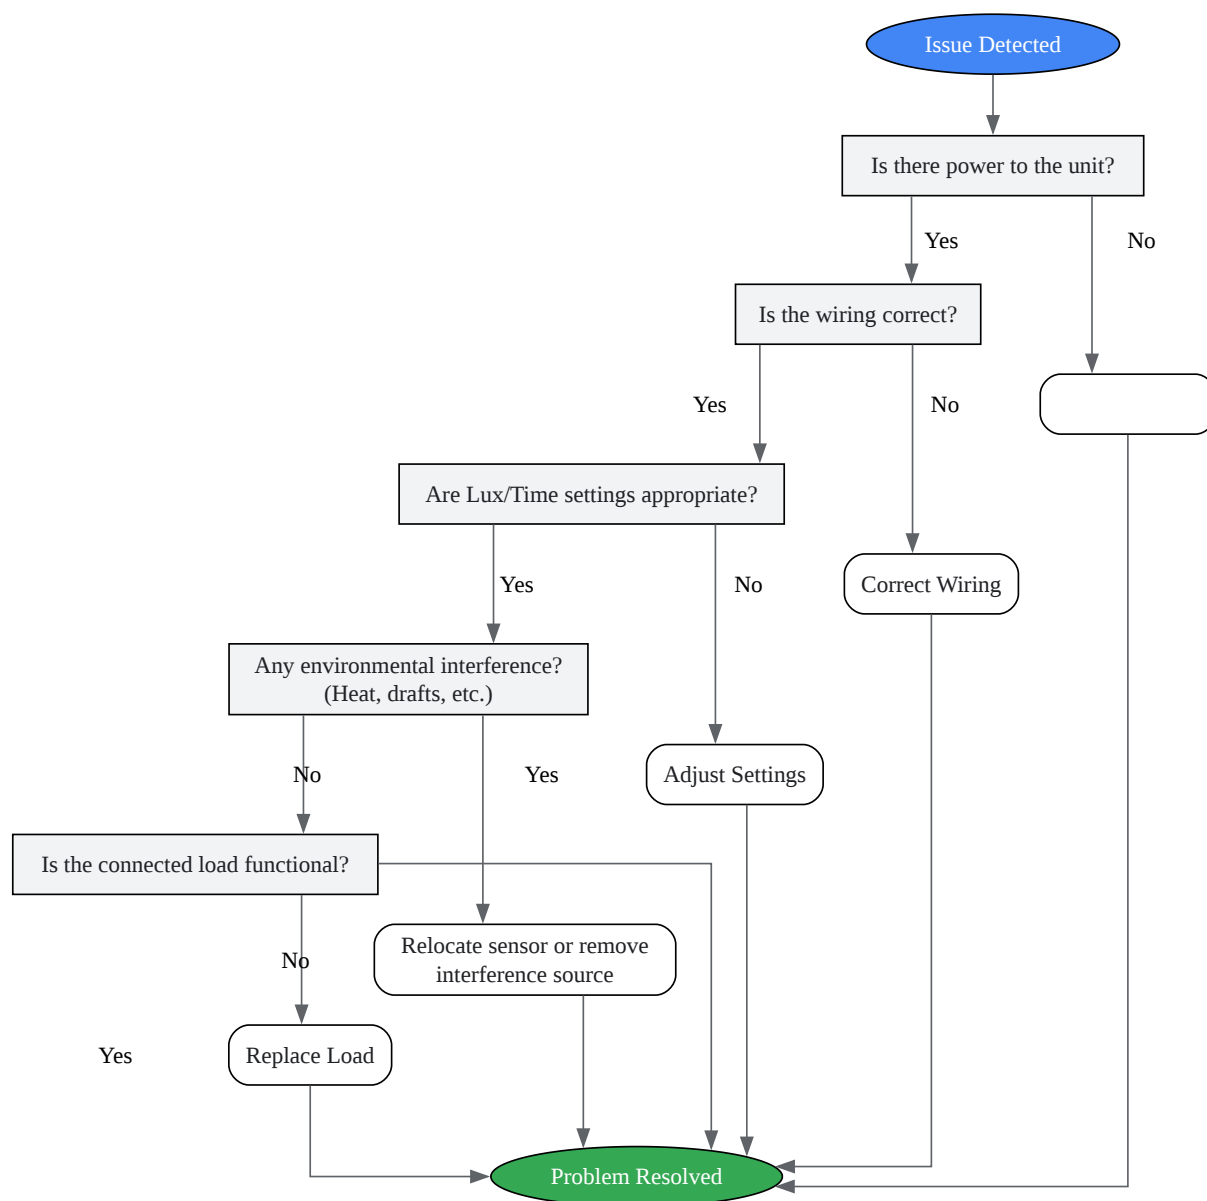 Issue Detected
Is there power to the unit?
Yes
No
Is the wiring correct?
Yes
No
Are Lux/Time settings appropriate?
Yes
No
Correct Wiring
Any environmental interference?
(Heat, drafts, etc.)
No
Yes
Adjust Settings
Is the connected load functional?
Relocate sensor or remove
interference source
No
Yes
Replace Load
Problem Resolved